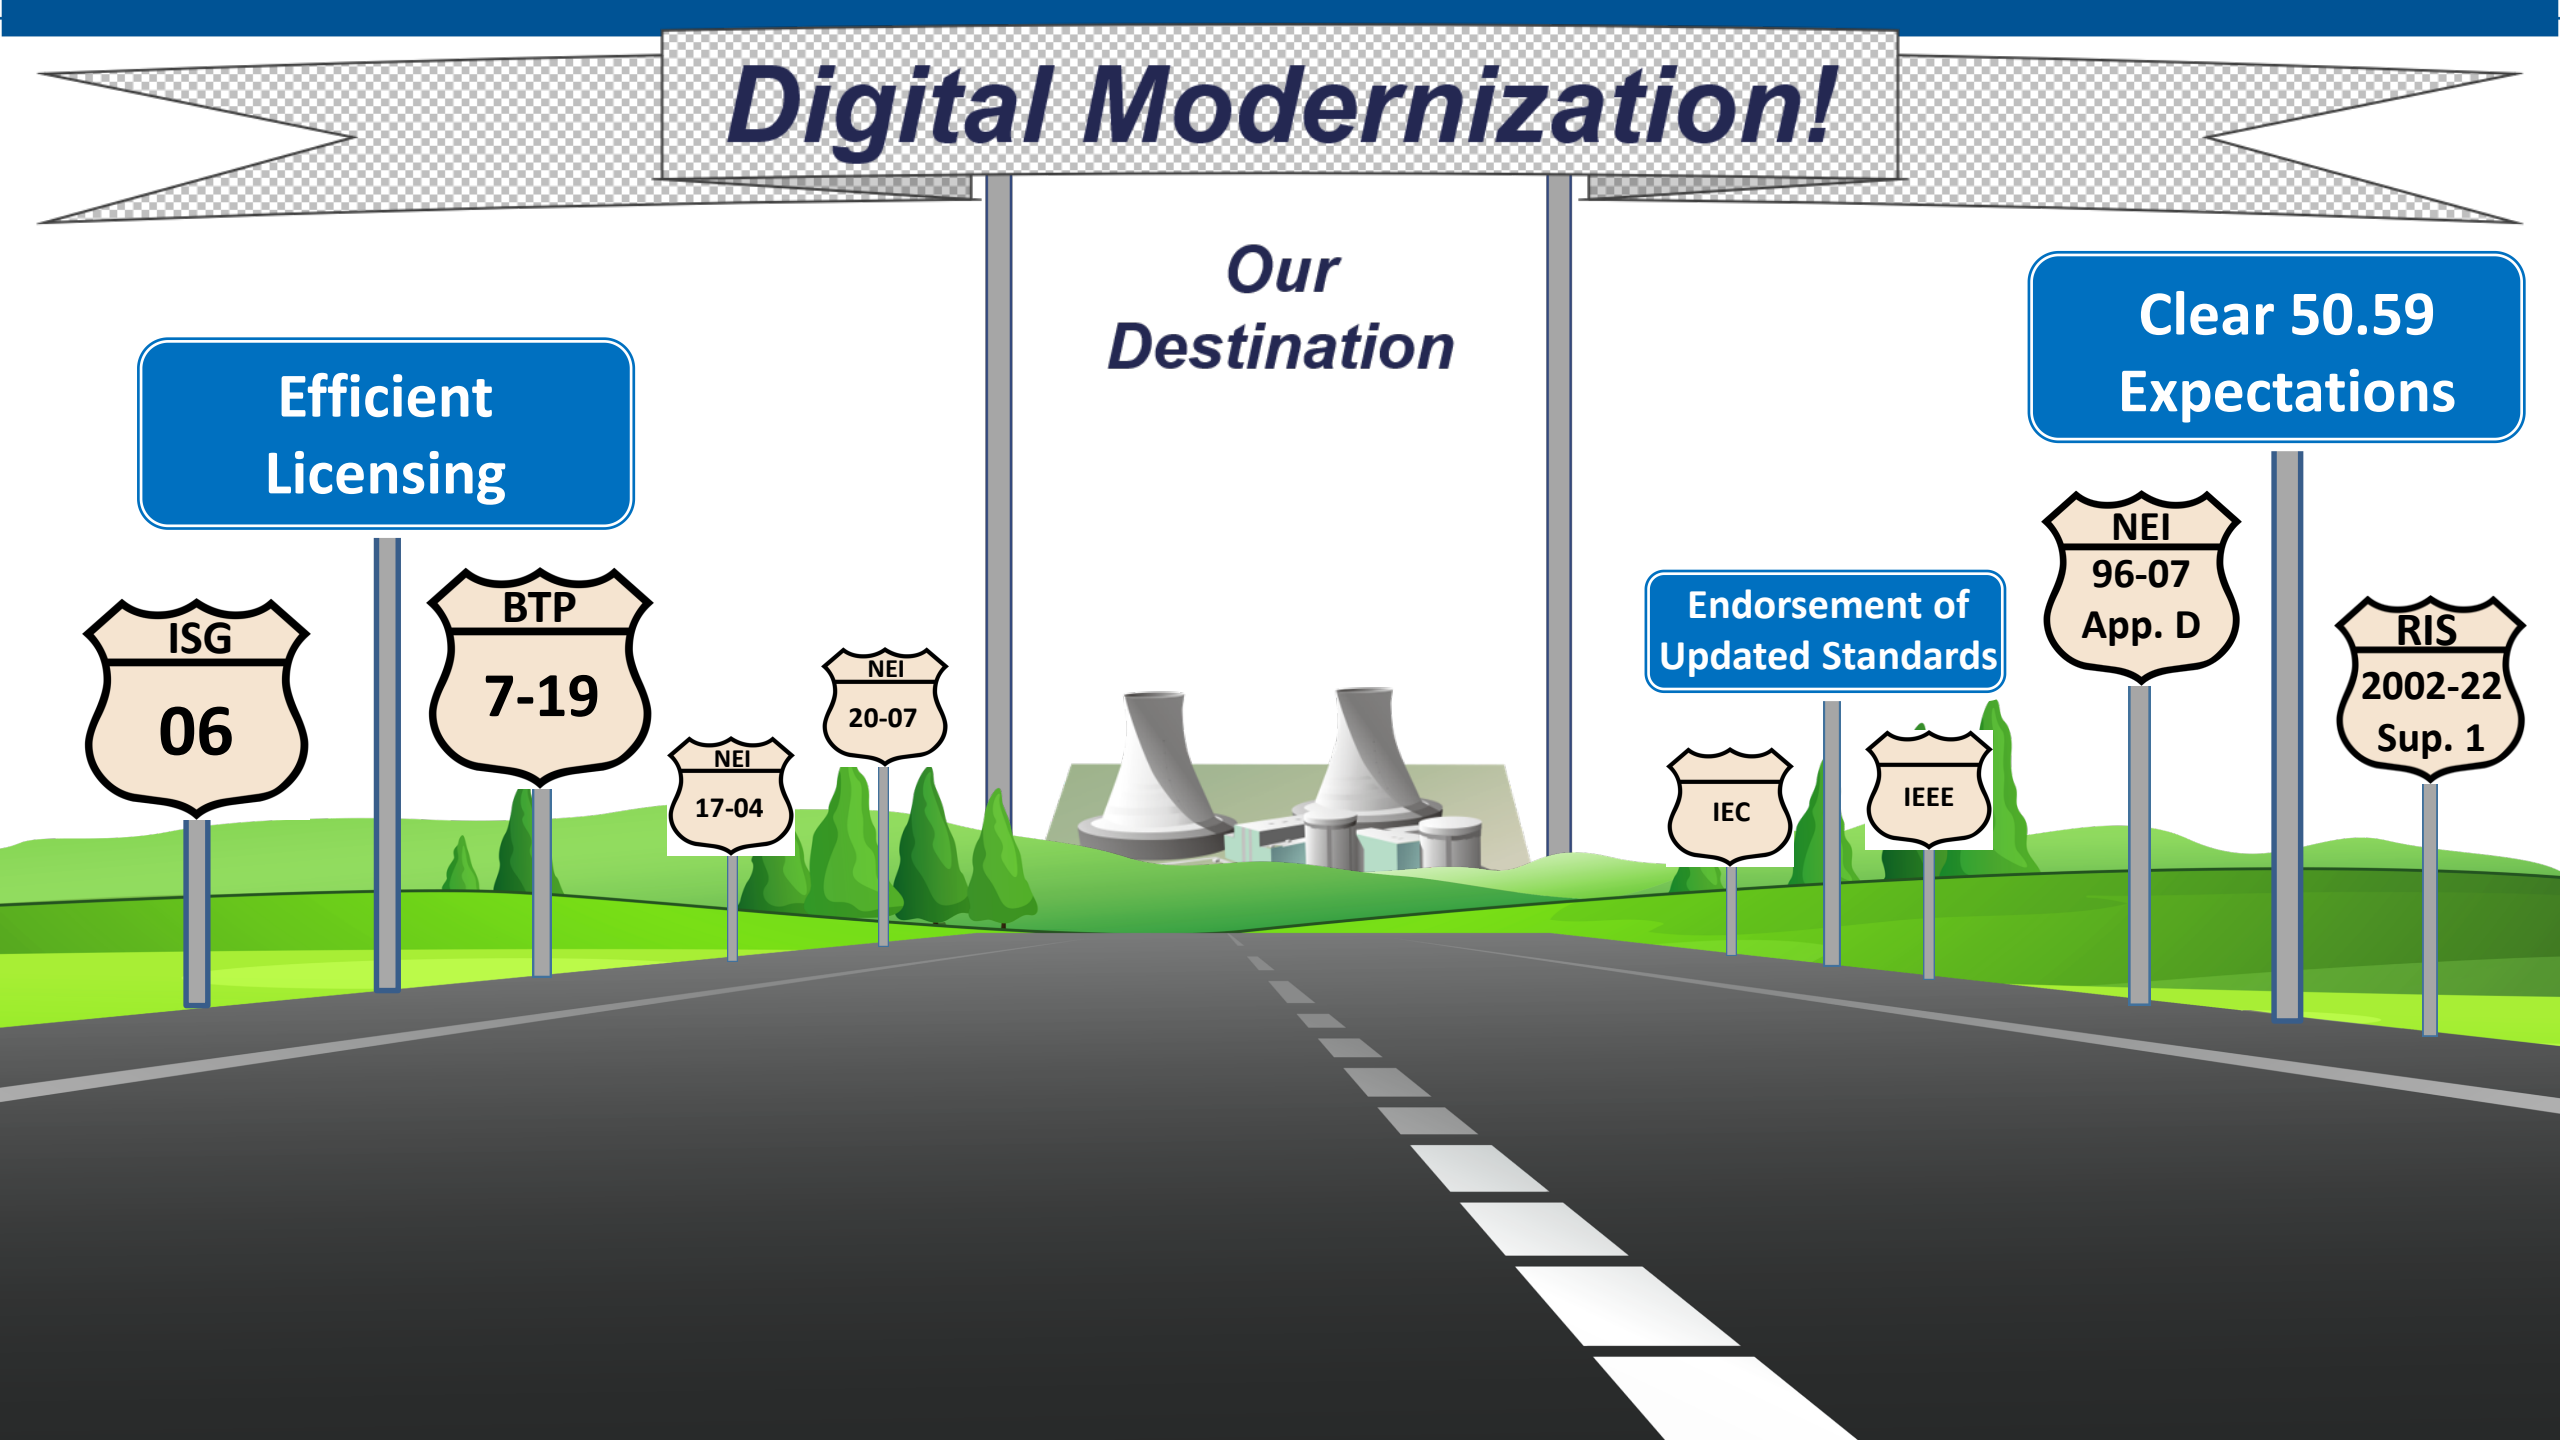 Digital Modernization!
Our
Destination
Efficient
Licensing
ISG
06
BTP
7-19
NEI
17-04
NEI
20-07
Endorsement of
Updated Standards
IEC
IEEE
Clear 50.59
Expectations
NEI
96-07
App. D
RIS
2002-22
Sup. 1